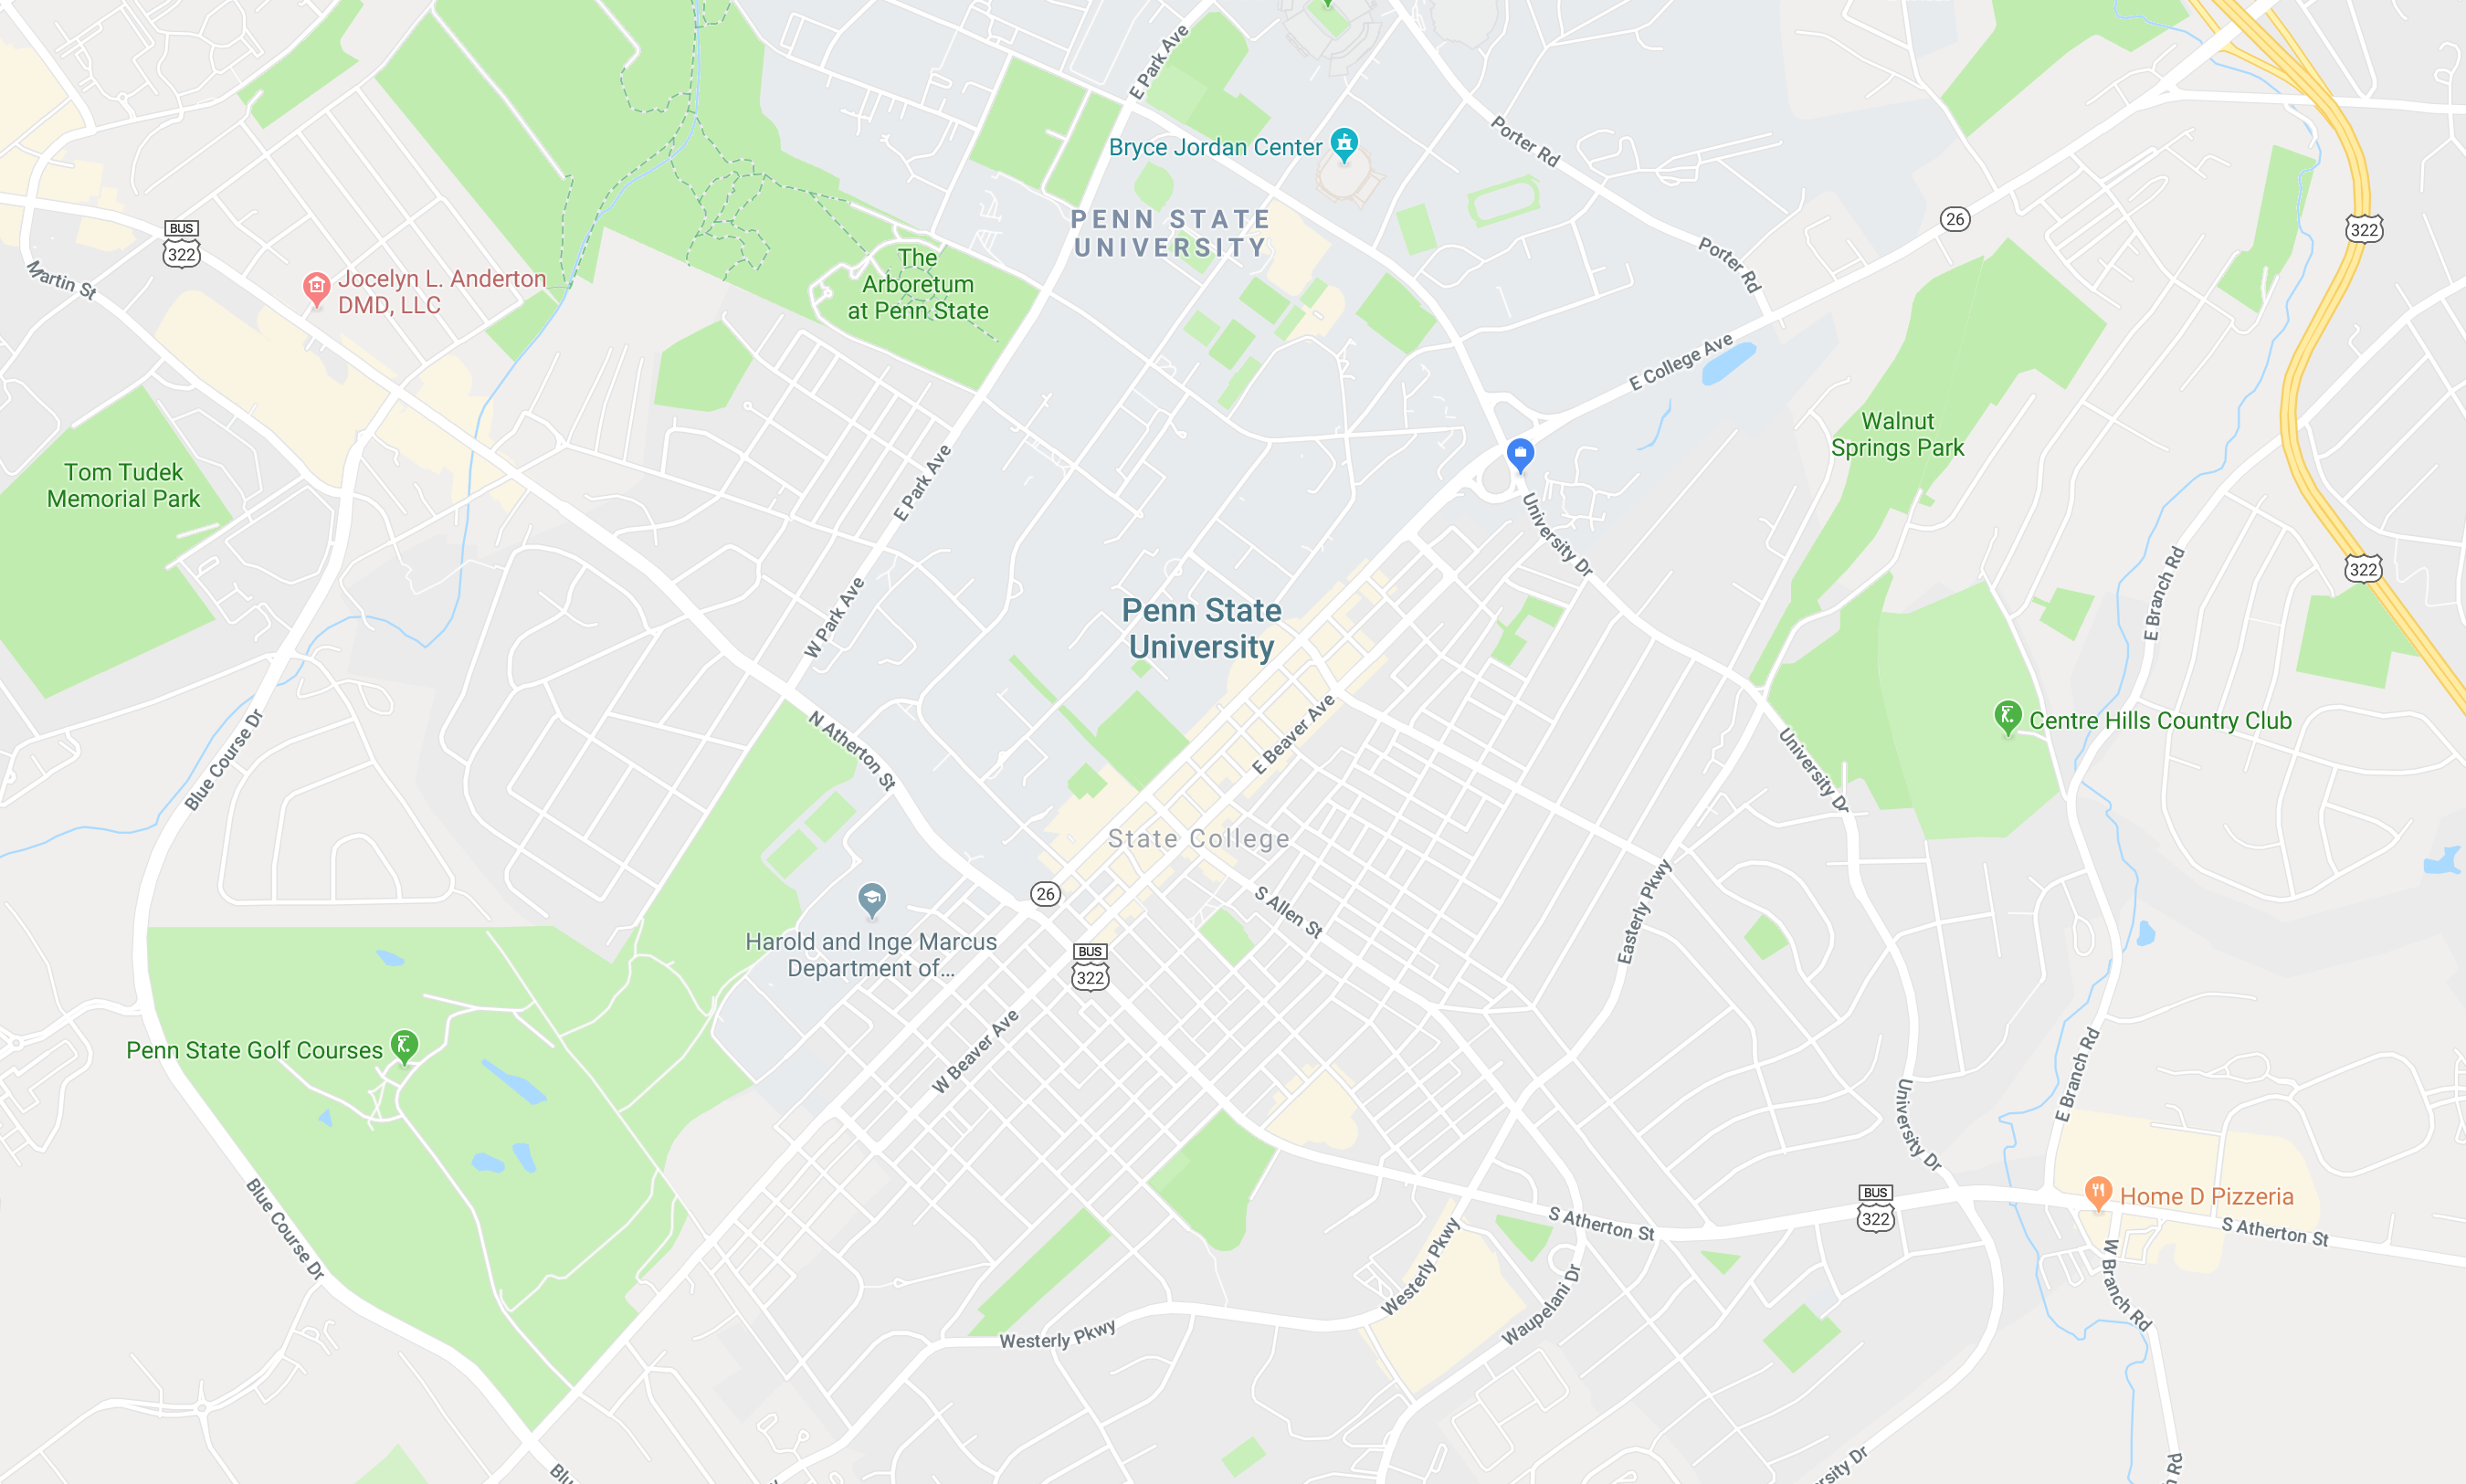 E Park Ave
Porter Rd
Bryce Jordan Center
PENN STATE
UNIVERSITY
26
BUS
322
322
Martin St
Jocelyn L. Anderton
DMD, LLC
The
Arboretum
at Penn State
Porter Rd
E College Ave
Walnut
Springs Park
Tom Tudek
Memorial Park
E Park Ave
University Dr
322
E Branch Rd
W Park Ave
Penn State
University
Blue Course Dr
N Atherton St
E Beaver Ave
University Dr
Centre Hills Country Club
State College
26
S Allen St
Easterly Pkwy
Harold and Inge Marcus
Department of...
BUS
322
Penn State Golf Courses
W Beaver Ave
E Branch Rd
University Dr
Blue Course Dr
BUS
322
Home D Pizzeria
S Atherton St
S Atherton St
Westerly Pkwy
Waupelani Dr
W Branch Rd
Westerly Pkwy
Blu
rsity Dr
Rd